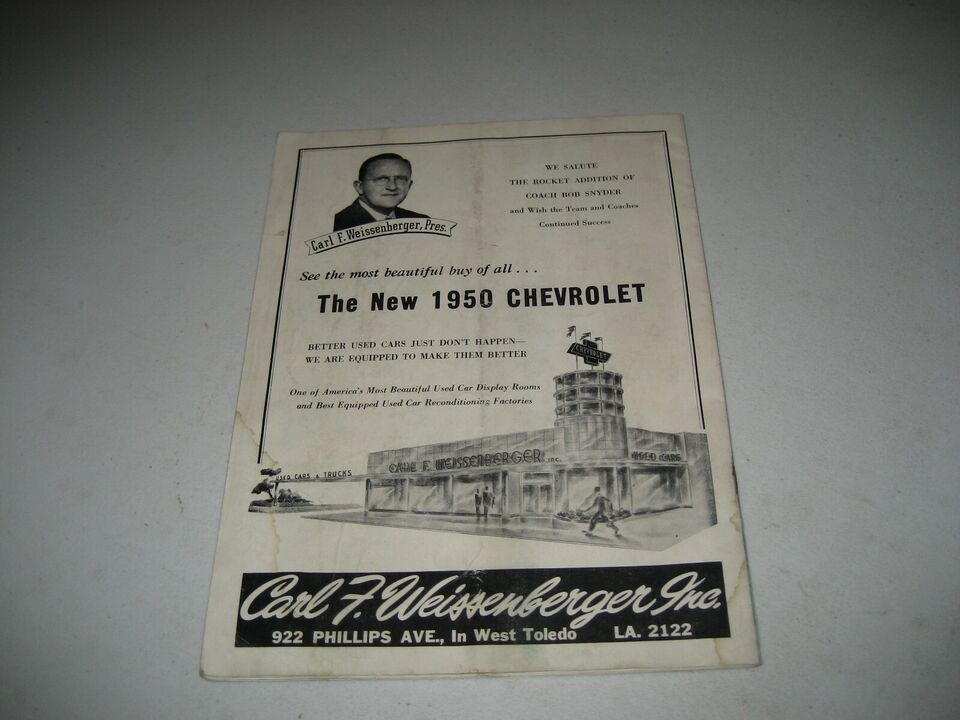 WE SALUTE
THE ROCKET ADDITION OF
COACH BOB SNYDER
and Wish the Team and Coaches
Continued Success
Carl F. Weissenberger, Pres.
See the most beautiful buy of all . . .
The New 1950 CHEVROLET
BETTER USED CARS JUST DON'T HAPPEN—
WE ARE EQUIPPED TO MAKE THEM BETTER
One of America's Most Beautiful Used Car Display Rooms
and Best Equipped Used Car Reconditioning Factories
CHEVROLET
CARL F. WEISSENBERGER INC.
USED CARS
USED CARS & TRUCKS
Carl F. Weissenberger Inc.
922 PHILLIPS AVE., In West Toledo LA. 2122